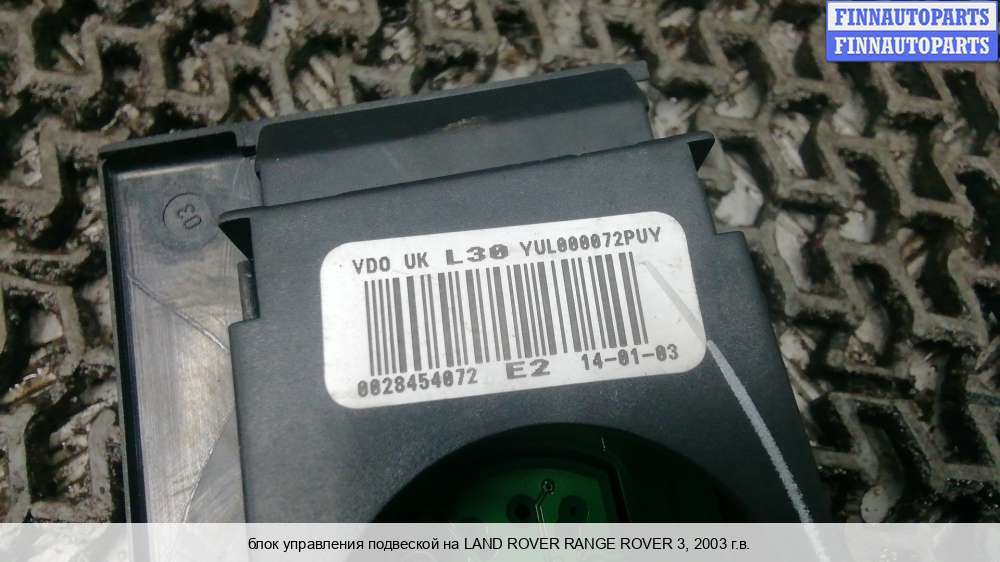 FINNAUTOPARTS
FINNAUTOPARTS
03
VDO UK L30 YUL000072PUY
0028454072 E2 14-01-03
блок управления подвеской на LAND ROVER RANGE ROVER 3, 2003 г.в.